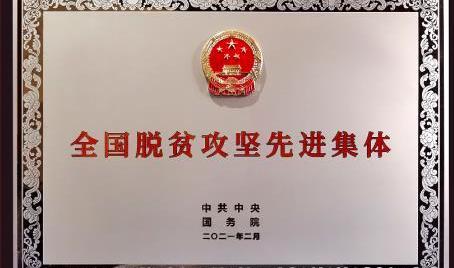 全国脱贫攻坚先进集体
中共中央
国务院
二〇二一年二月